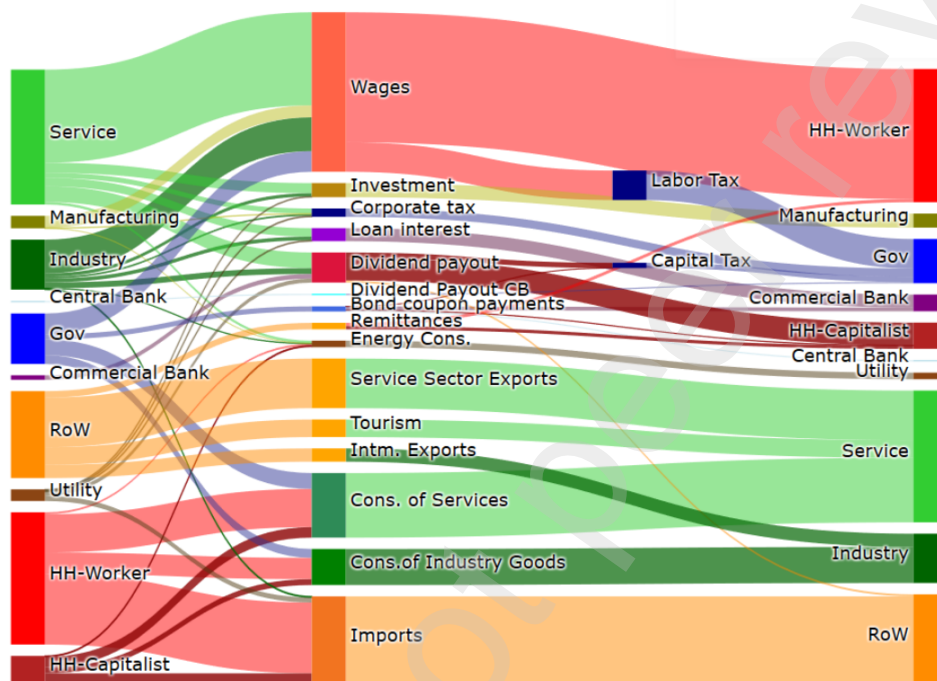 Service
Manufacturing
Industry
Central Bank
Gov
Commercial Bank
RoW
Utility
HH-Worker
HH-Capitalist
Wages
Investment
Corporate tax
Loan interest
Dividend payout
Dividend Payout-CB
Bond coupon payments
Remittances
Energy Cons.
Service Sector Exports
Tourism
Intm. Exports
Cons. of Services
Cons.of Industry Goods
Imports
Labor Tax
Capital Tax
HH-Worker
Manufacturing
Gov
Commercial Bank
HH-Capitalist
Central Bank
Utility
Service
Industry
RoW
ot peer rev